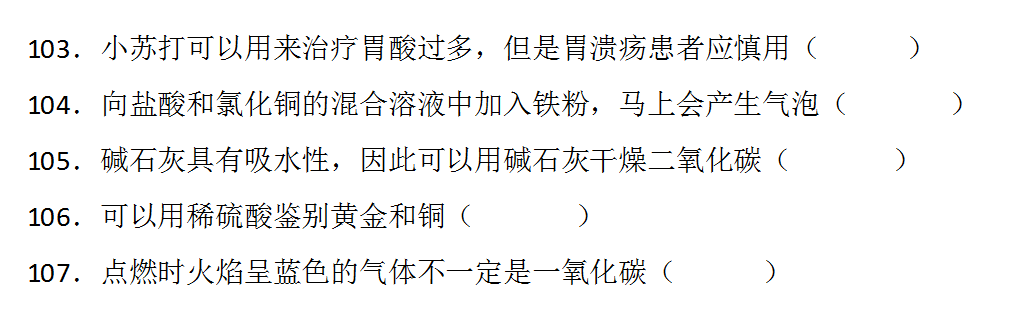 103．小苏打可以用来治疗胃酸过多，但是胃溃疡患者应慎用（　　　）
104．向盐酸和氯化铜的混合溶液中加入铁粉，马上会产生气泡（　　　）
105．碱石灰具有吸水性，因此可以用碱石灰干燥二氧化碳（　　　）
106．可以用稀硫酸鉴别黄金和铜（　　　）
107．点燃时火焰呈蓝色的气体不一定是一氧化碳（　　　）